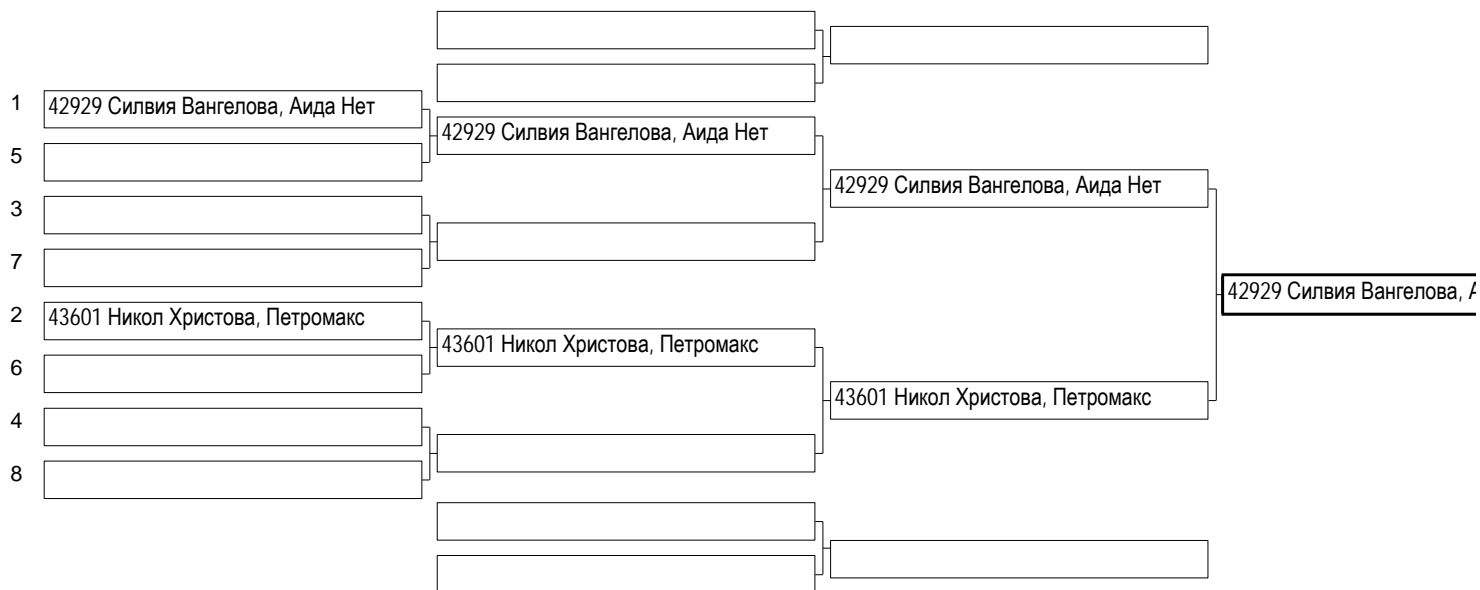 1 42929 Силвия Вангелова, Аида Нет
42929 Силвия Вангелова, Аида Нет
5
42929 Силвия Вангелова, Аида Нет
3
7
42929 Силвия Вангелова, А
2 43601 Никол Христова, Петромакс
43601 Никол Христова, Петромакс
6
43601 Никол Христова, Петромакс
4
8